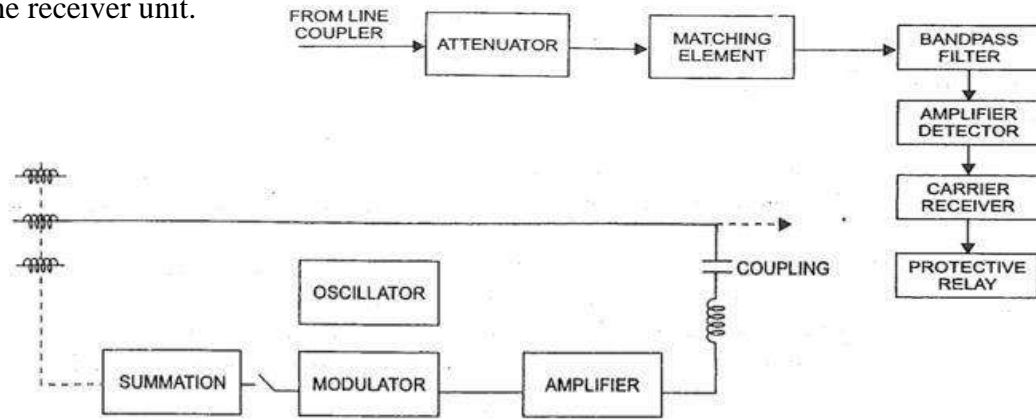 ne receiver unit.
FROM LINE
COUPLER
ATTENUATOR
MATCHING
ELEMENT
BANDPASS
FILTER
AMPLIFIER
DETECTOR
CARRIER
RECEIVER
PROTECTIVE
RELAY
COUPLING
OSCILLATOR
SUMMATION
MODULATOR
AMPLIFIER